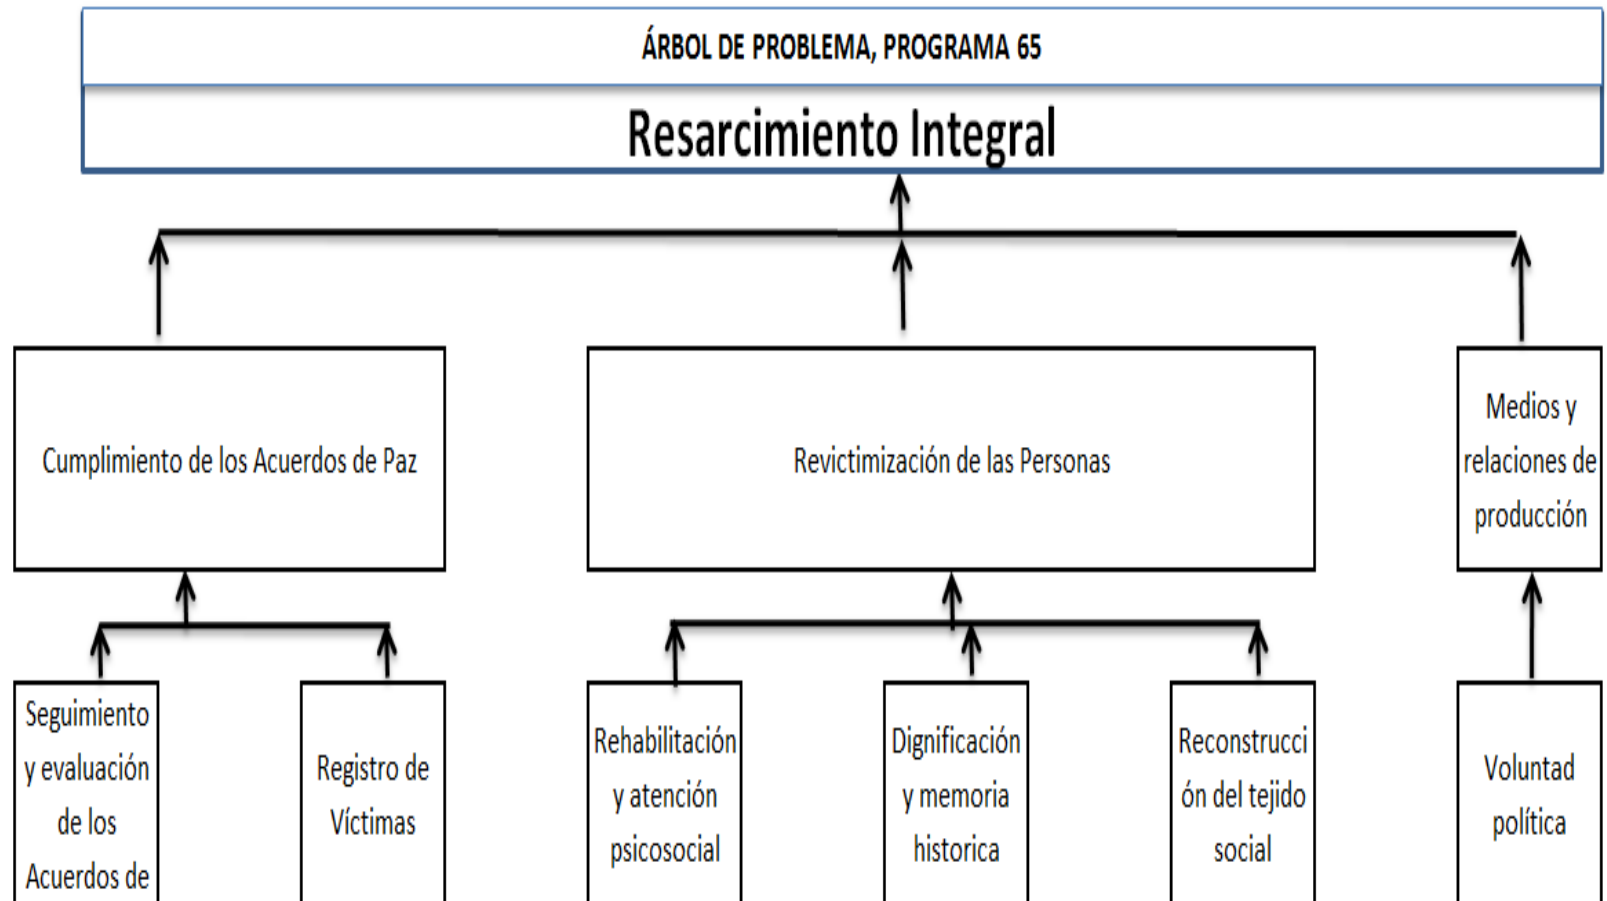 ÁRBOL DE PROBLEMA, PROGRAMA 65
Resarcimiento Integral
Cumplimiento de los Acuerdos de Paz
Revictimización de las Personas
Medios y
relaciones de
producción
Seguimiento
y evaluación
de los
Acuerdos de
Registro de
Víctimas
Rehabilitación
y atención
psicosocial
Dignificación
y memoria
historica
Reconstrucci
ón del tejido
social
Voluntad
política